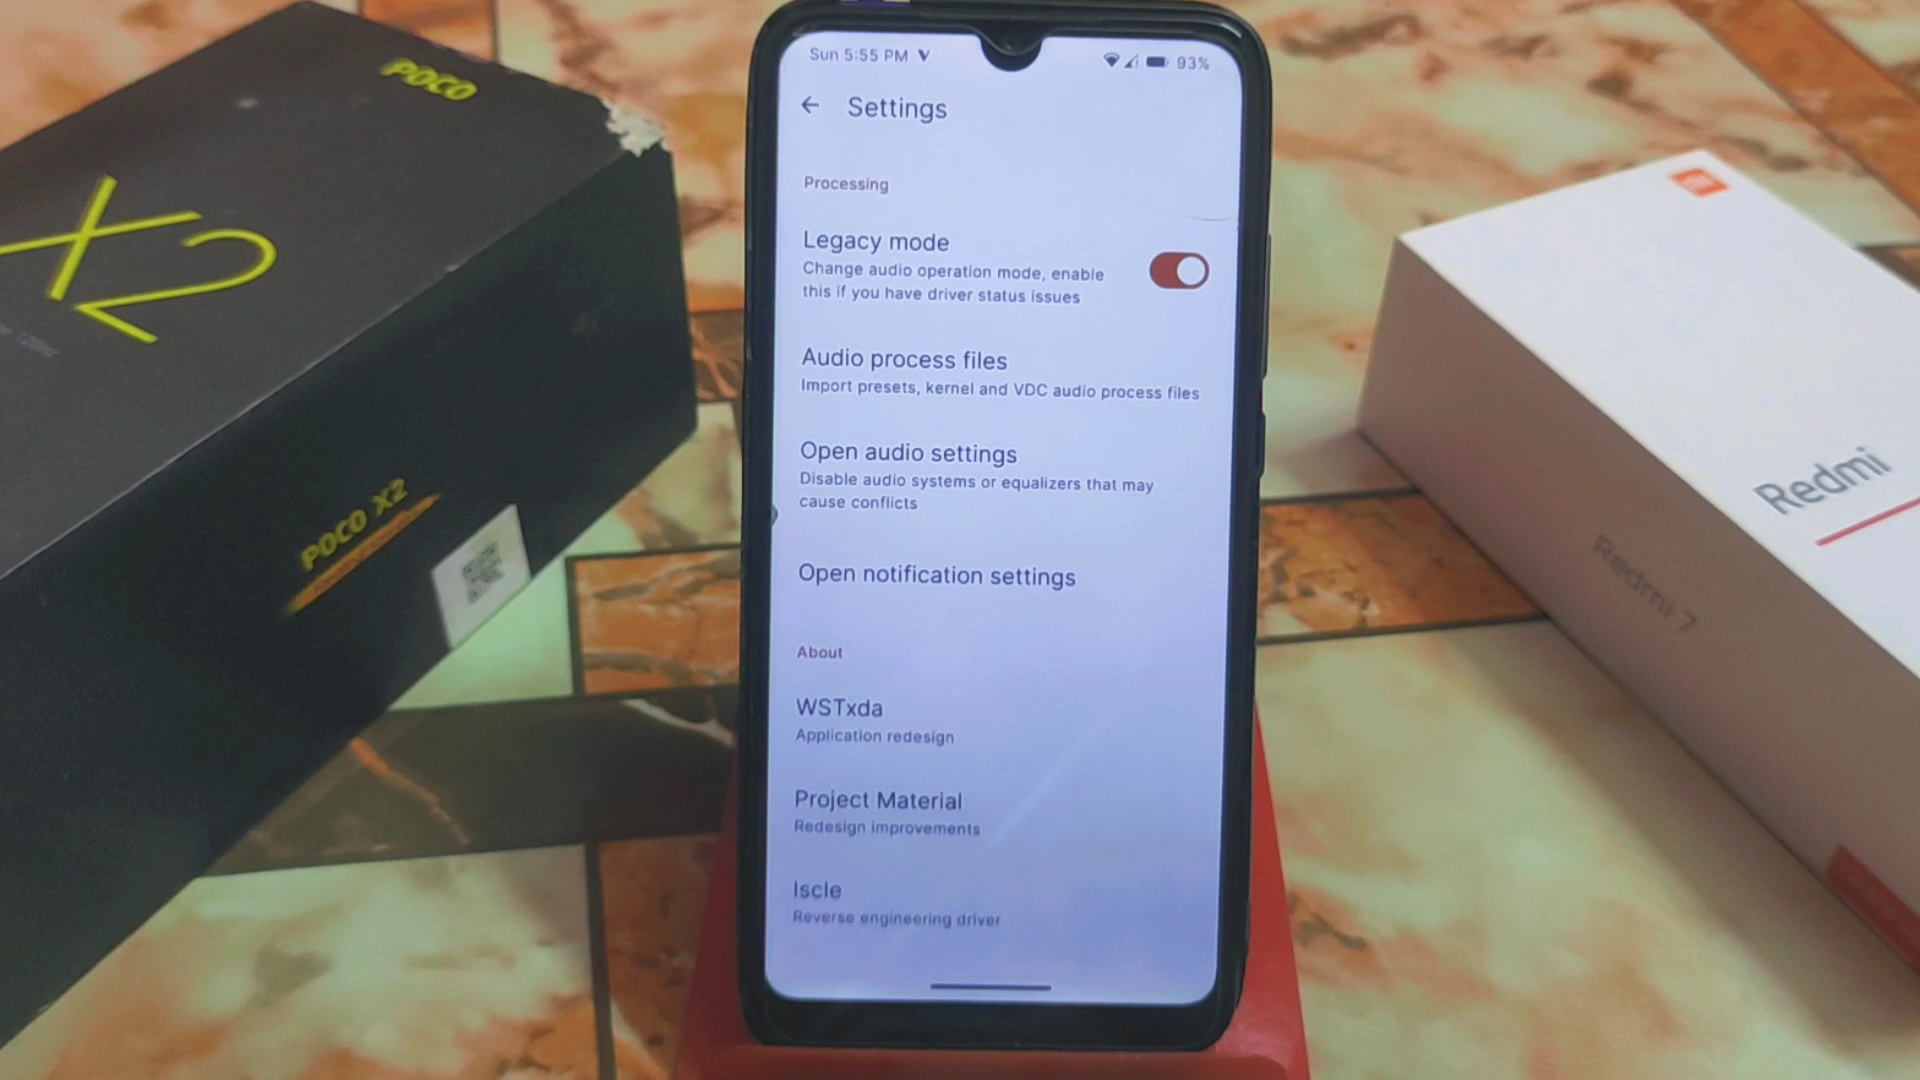 POCO
X2
POCO X2
Sun 5:55 PM
93%
Settings
Processing
Legacy mode
Change audio operation mode, enable
this if you have driver status issues
Audio process files
Import presets, kernel and VDC audio process files
Open audio settings
Disable audio systems or equalizers that may
cause conflicts
Open notification settings
About
WSTxda
Application redesign
Project Material
Redesign improvements
Iscle
Reverse engineering driver
mi
Redmi
Redmi 7